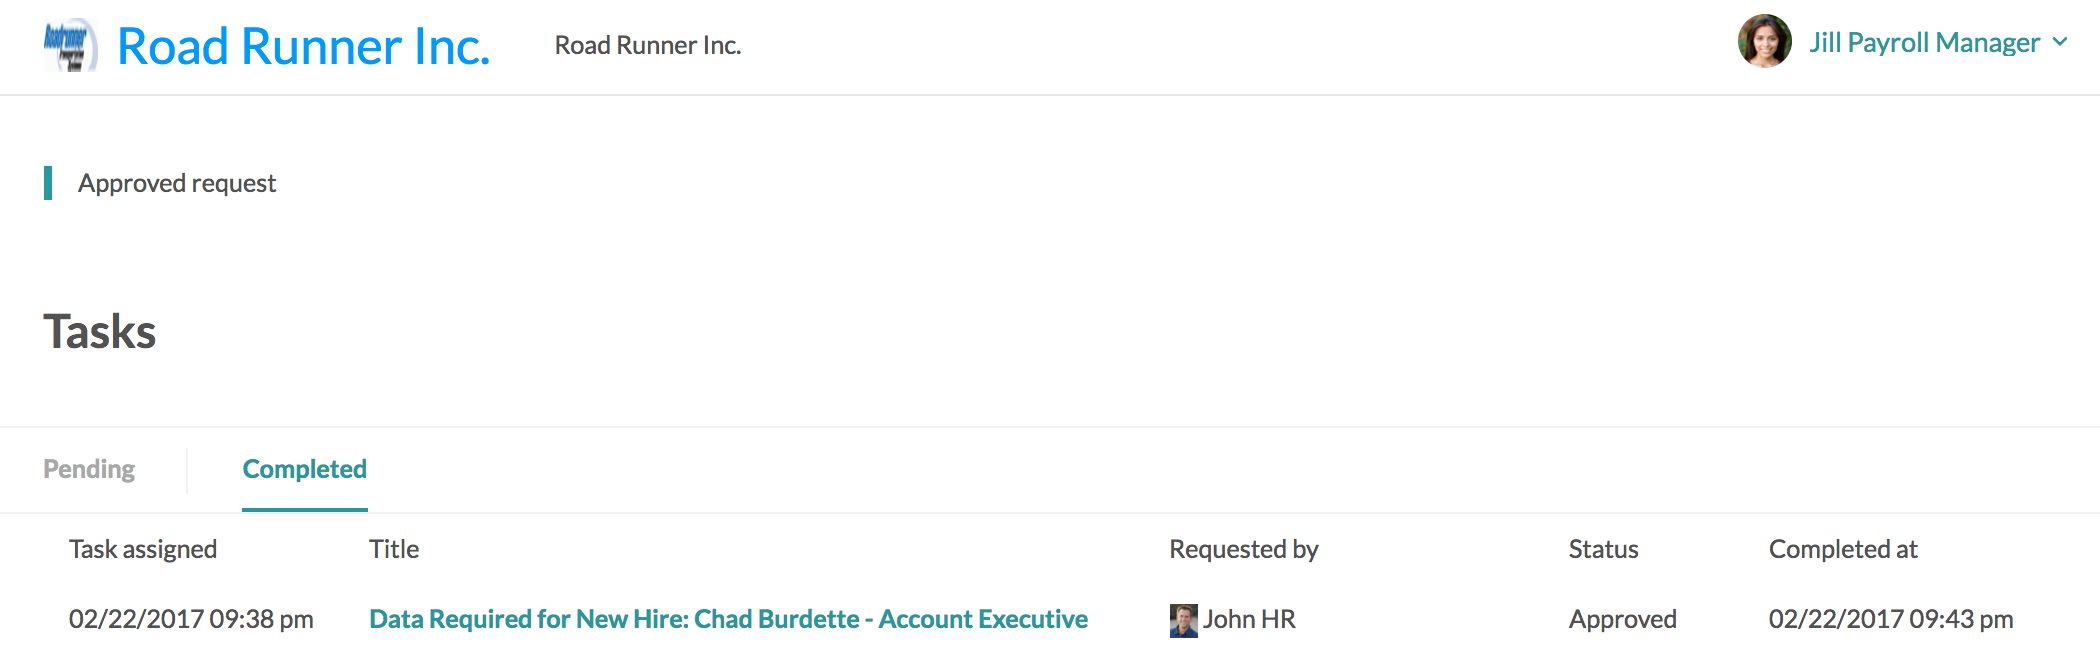 Roadrunner
Road Runner Inc.
Road Runner Inc.
Jill Payroll Manager
Approved request
Tasks
Pending
Completed
Task assigned Title Requested by Status Completed at
02/22/2017 09:38 pm Data Required for New Hire: Chad Burdette - Account Executive John HR Approved 02/22/2017 09:43 pm